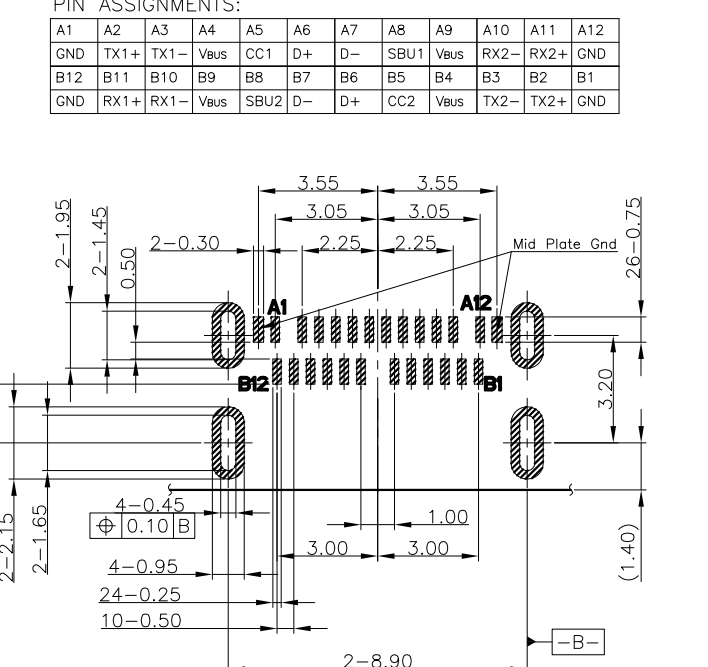 PIN ASSIGNMENTS:
A1 A2 A3 A4 A5 A6 A7 A8 A9 A10 A11 A12
GND TX1+ TX1- VBUS CC1 D+ D- SBU1 VBUS RX2- RX2+ GND
B12 B11 B10 B9 B8 B7 B6 B5 B4 B3 B2 B1
GND RX1+ RX1- VBUS SBU2 D- D+ CC2 VBUS TX2- TX2+ GND
3.55 3.55
3.05 3.05
2-0.30 2.25 2.25 Mid Plate Gnd
2-1.95
2-1.45
0.50
26-0.75
A1 A12
B12 B1
3.20
4-0.45
⌖ 0.10 B
1.00
3.00 3.00
2-2.15
2-1.65
(1.40)
4-0.95
24-0.25
10-0.50
-B-
2-8.90